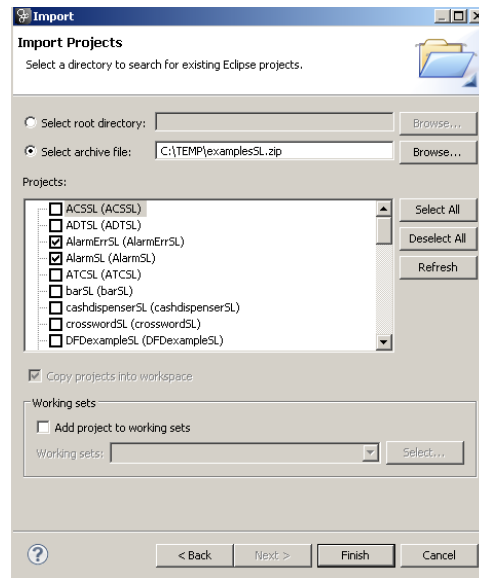 Import
Import Projects
Select a directory to search for existing Eclipse projects.
Select root directory:
Browse...
Select archive file:
C:\TEMP\examplesSL.zip
Browse...
Projects:
ACSSL (ACSSL)
ADTSL (ADTSL)
AlarmErrSL (AlarmErrSL)
AlarmSL (AlarmSL)
ATCSL (ATCSL)
barSL (barSL)
cashdispenserSL (cashdispenserSL)
crosswordSL (crosswordSL)
DFDexampleSL (DFDexampleSL)
Select All
Deselect All
Refresh
Copy projects into workspace
Working sets
Add project to working sets
Working sets:
Select...
?
< Back
Next >
Finish
Cancel